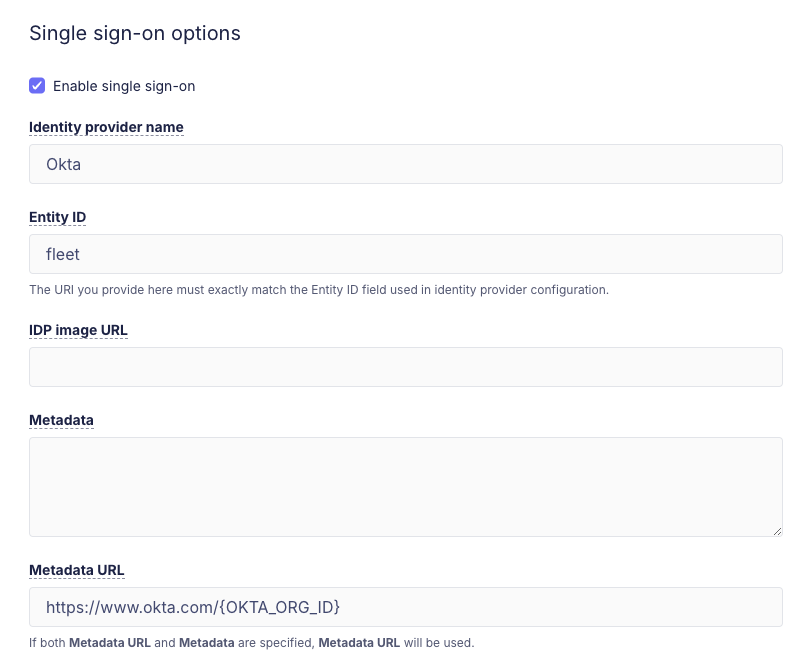 Single sign-on options
Enable single sign-on
Identity provider name
Okta
Entity ID
fleet
The URI you provide here must exactly match the Entity ID field used in identity provider configuration.
IDP image URL
Metadata
Metadata URL
https://www.okta.com/{OKTA_ORG_ID}
If both Metadata URL and Metadata are specified, Metadata URL will be used.